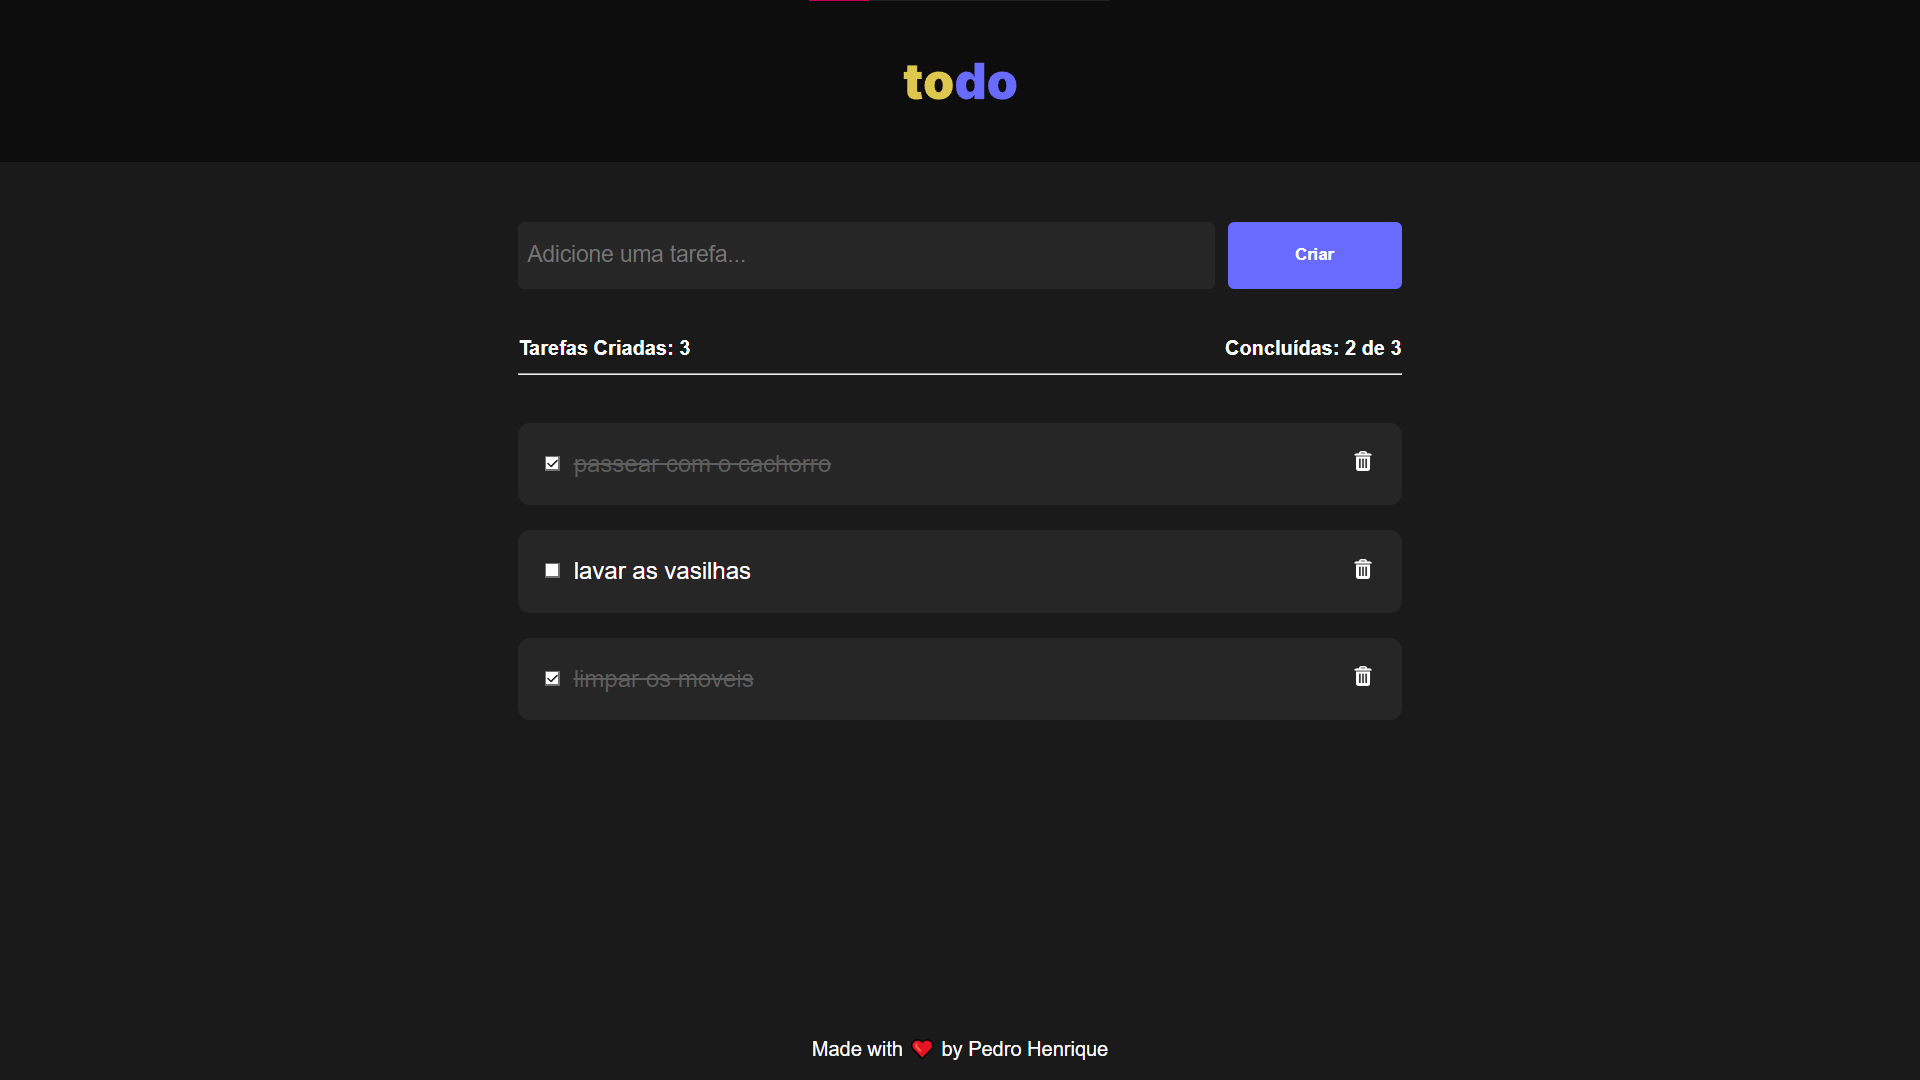 todo
Adicione uma tarefa...
Criar
Tarefas Criadas: 3
Concluídas: 2 de 3
passear com o cachorro
lavar as vasilhas
limpar os moveis
Made with ❤️ by Pedro Henrique